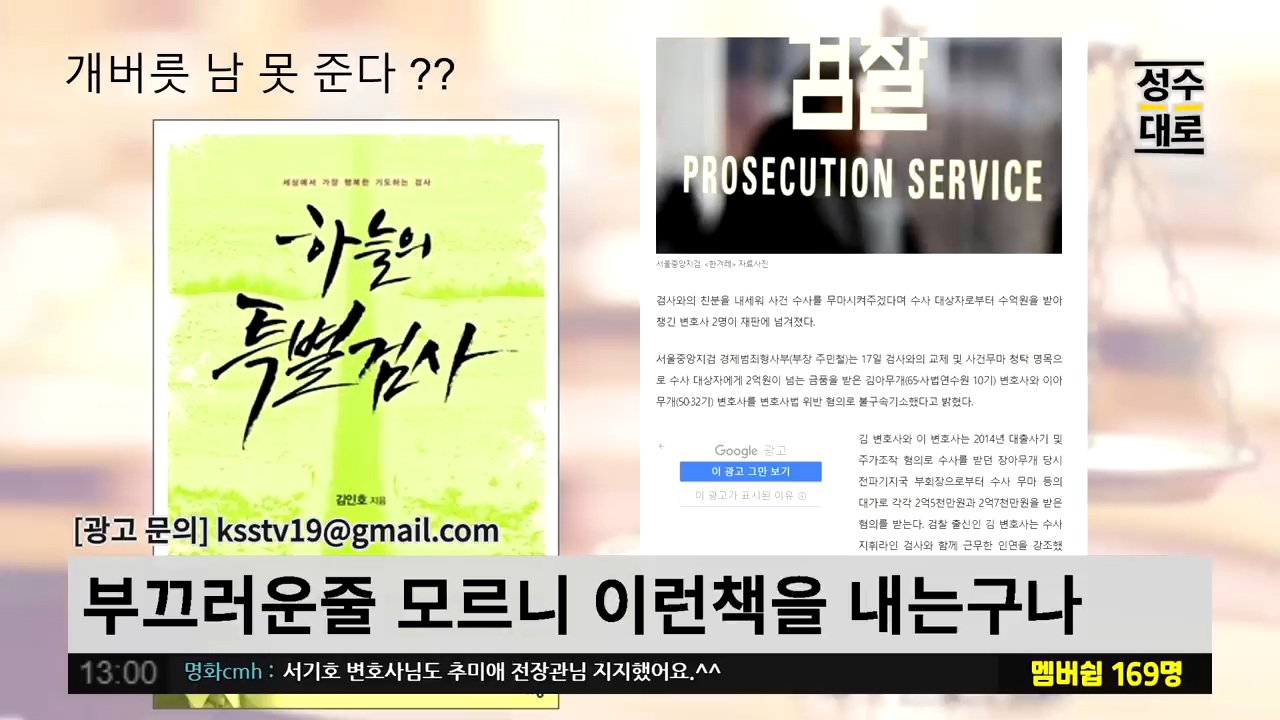 개버릇 남 못 준다 ??
성수
대로
세상에서 가장 행복한 기도하는 검사
하늘의
특별검사
김인호 지음
검찰
PROSECUTION SERVICE
서울중앙지검. <한겨레> 자료사진
검사와의 친분을 내세워 사건 수사를 무마시켜주겠다며 수사 대상자로부터 수억원을 받아
챙긴 변호사 2명이 재판에 넘겨졌다.
서울중앙지검 경제범죄형사부(부장 주민철)는 17일 검사와의 교제 및 사건무마 청탁 명목으
로 수사 대상자에게 2억원이 넘는 금품을 받은 김아무개(65·사법연수원 10기) 변호사와 이아
무개(50·32기) 변호사를 변호사법 위반 혐의로 불구속기소했다고 밝혔다.
Google 광고
이 광고 그만 보기
이 광고가 표시된 이유 ⓘ
김 변호사와 이 변호사는 2014년 대출사기 및
주가조작 혐의로 수사를 받던 장아무개 당시
전파기지국 부회장으로부터 수사 무마 등의
대가로 각각 2억5천만원과 2억7천만원을 받은
혐의를 받는다. 검찰 출신인 김 변호사는 수사
지휘라인 검사와 함께 근무한 인연을 강조했
[광고 문의] ksstv19@gmail.com
부끄러운줄 모르니 이런책을 내는구나
13:00
명화cmh : 서기호 변호사님도 추미애 전장관님 지지했어요.^^
멤버쉽 169명